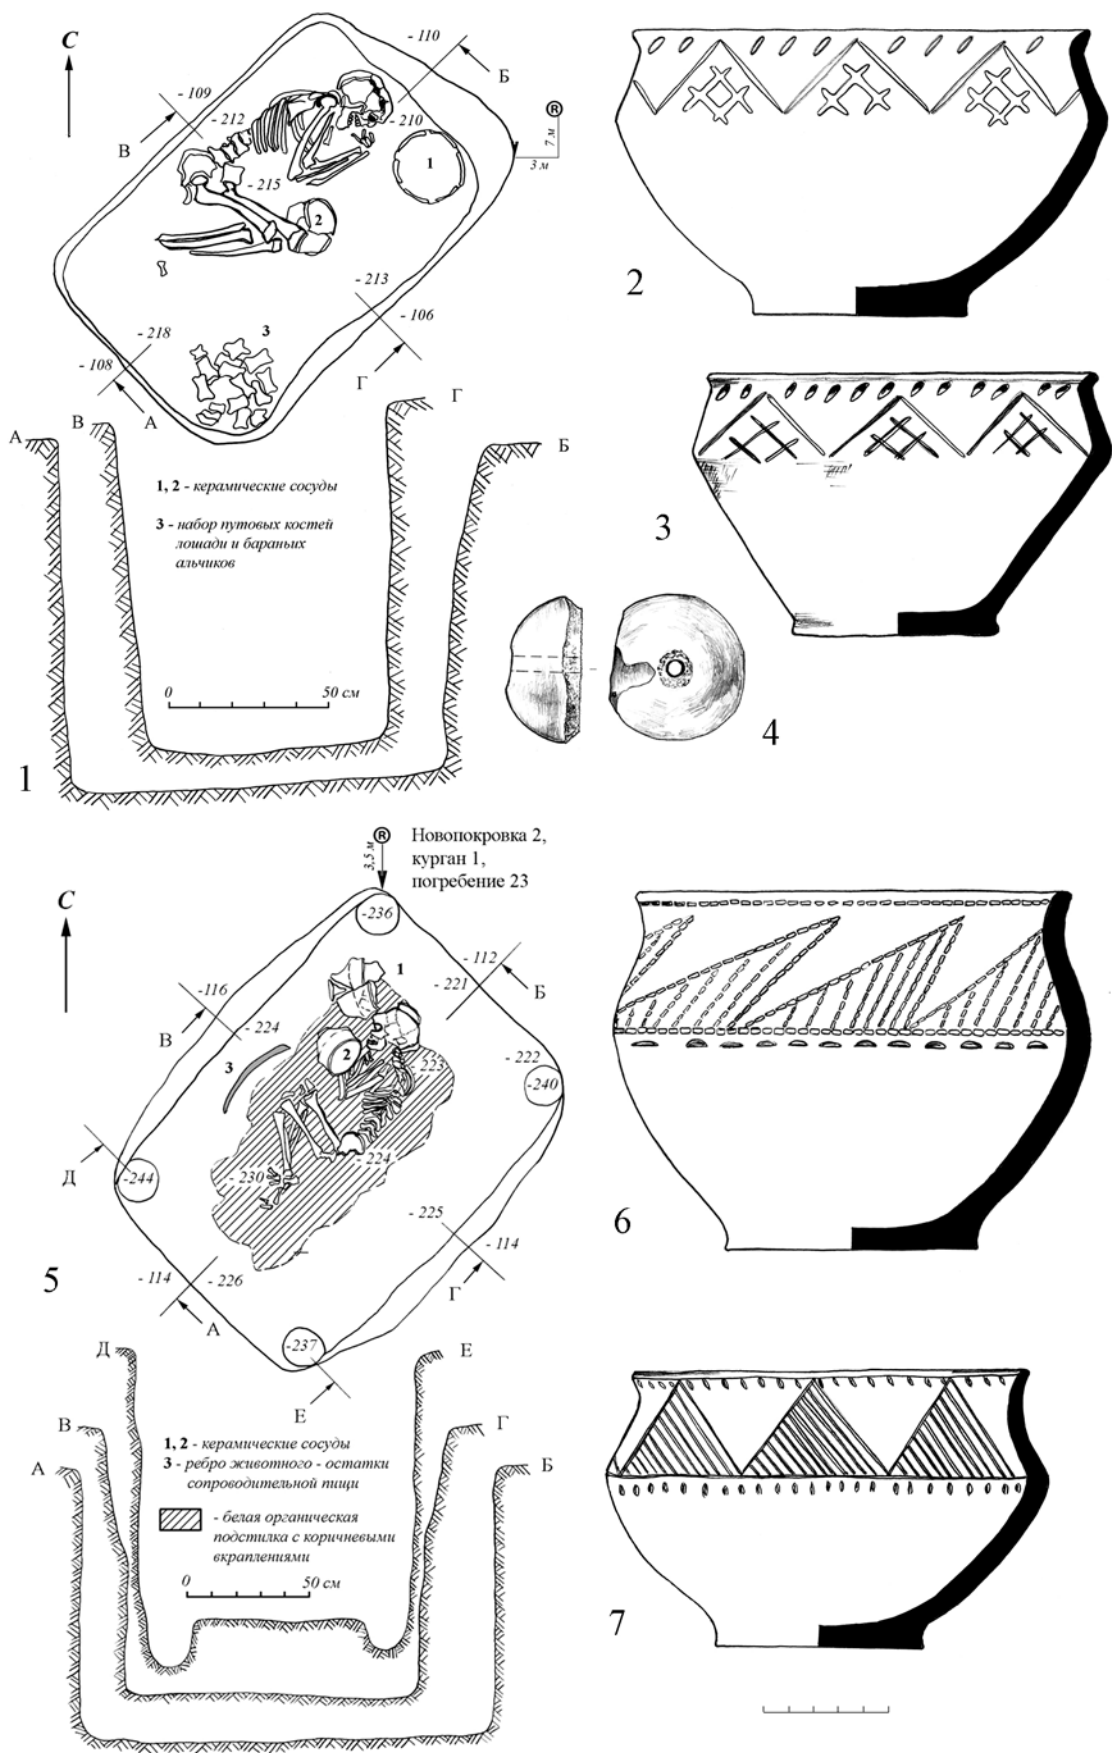 С
- 110
Б
®
7 м
3 м
- 109
- 212
- 210
В
1
- 215
2
- 213
- 106
- 218
3
- 108
Г
А
2
А
В
Г
Б
1, 2 - керамические сосуды
3 - набор путовых костей
лошади и бараньих
альчиков
0
50 см
1
3
4
®
3,5 м
Новопокровка 2,
курган 1,
погребение 23
С
-236
1
- 112
- 221
Б
- 116
- 224
В
3
2
- 223
- 222
-240
- 224
Д
-244
- 230
- 225
- 114
- 114
- 226
Г
А
5
-237
Е
6
Д
Е
В
Г
А
Б
1, 2 - керамические сосуды
3 - ребро животного - остатки
сопроводительной пищи
- белая органическая
подстилка с коричневыми
вкраплениями
0
50 см
7